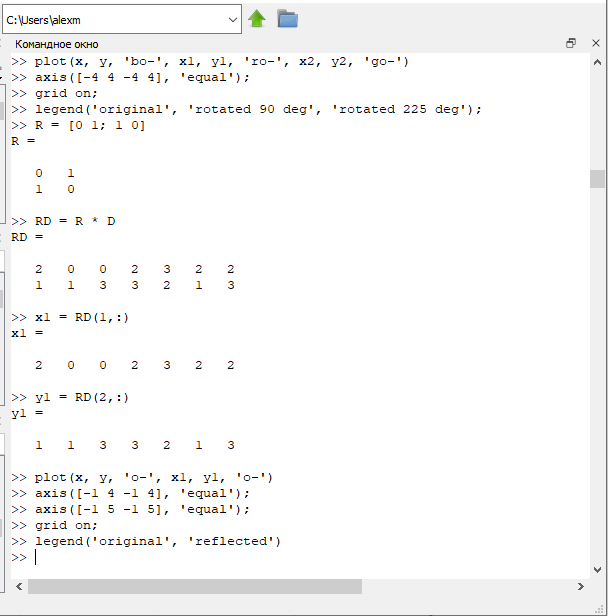 C:\Users\alexm
Командное окно
>> plot(x, y, 'bo-', x1, y1, 'ro-', x2, y2, 'go-')
>> axis([-4 4 -4 4], 'equal');
>> grid on;
>> legend('original', 'rotated 90 deg', 'rotated 225 deg');
>> R = [0 1; 1 0]
R =
0 1
1 0
>> RD = R * D
RD =
2 0 0 2 3 2 2
1 1 3 3 2 1 3
>> x1 = RD(1,:)
x1 =
2 0 0 2 3 2 2
>> y1 = RD(2,:)
y1 =
1 1 3 3 2 1 3
>> plot(x, y, 'o-', x1, y1, 'o-')
>> axis([-1 4 -1 4], 'equal');
>> axis([-1 5 -1 5], 'equal');
>> grid on;
>> legend('original', 'reflected')
>>